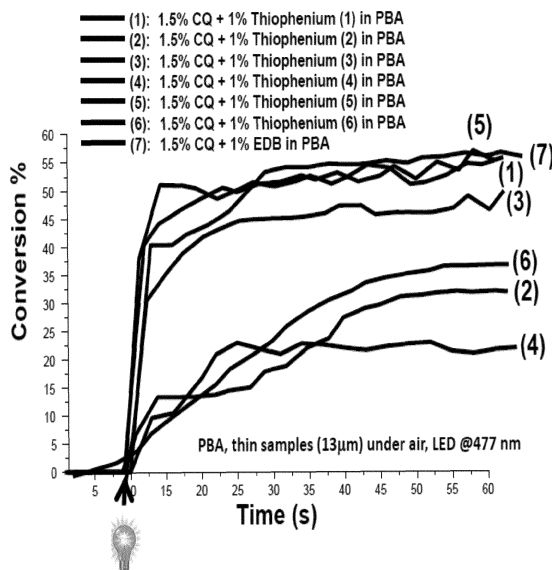 (1): 1.5% CQ + 1% Thiophenium (1) in PBA
(2): 1.5% CQ + 1% Thiophenium (2) in PBA
(3): 1.5% CQ + 1% Thiophenium (3) in PBA
(4): 1.5% CQ + 1% Thiophenium (4) in PBA
(5): 1.5% CQ + 1% Thiophenium (5) in PBA
(6): 1.5% CQ + 1% Thiophenium (6) in PBA
(7): 1.5% CQ + 1% EDB in PBA
Conversion %
60
55
50
45
40
35
30
25
20
15
10
5
0
(5)
(7)
(1)
(3)
(6)
(2)
(4)
PBA, thin samples (13µm) under air, LED @477 nm
5 10 15 20 25 30 35 40 45 50 55 60
Time (s)